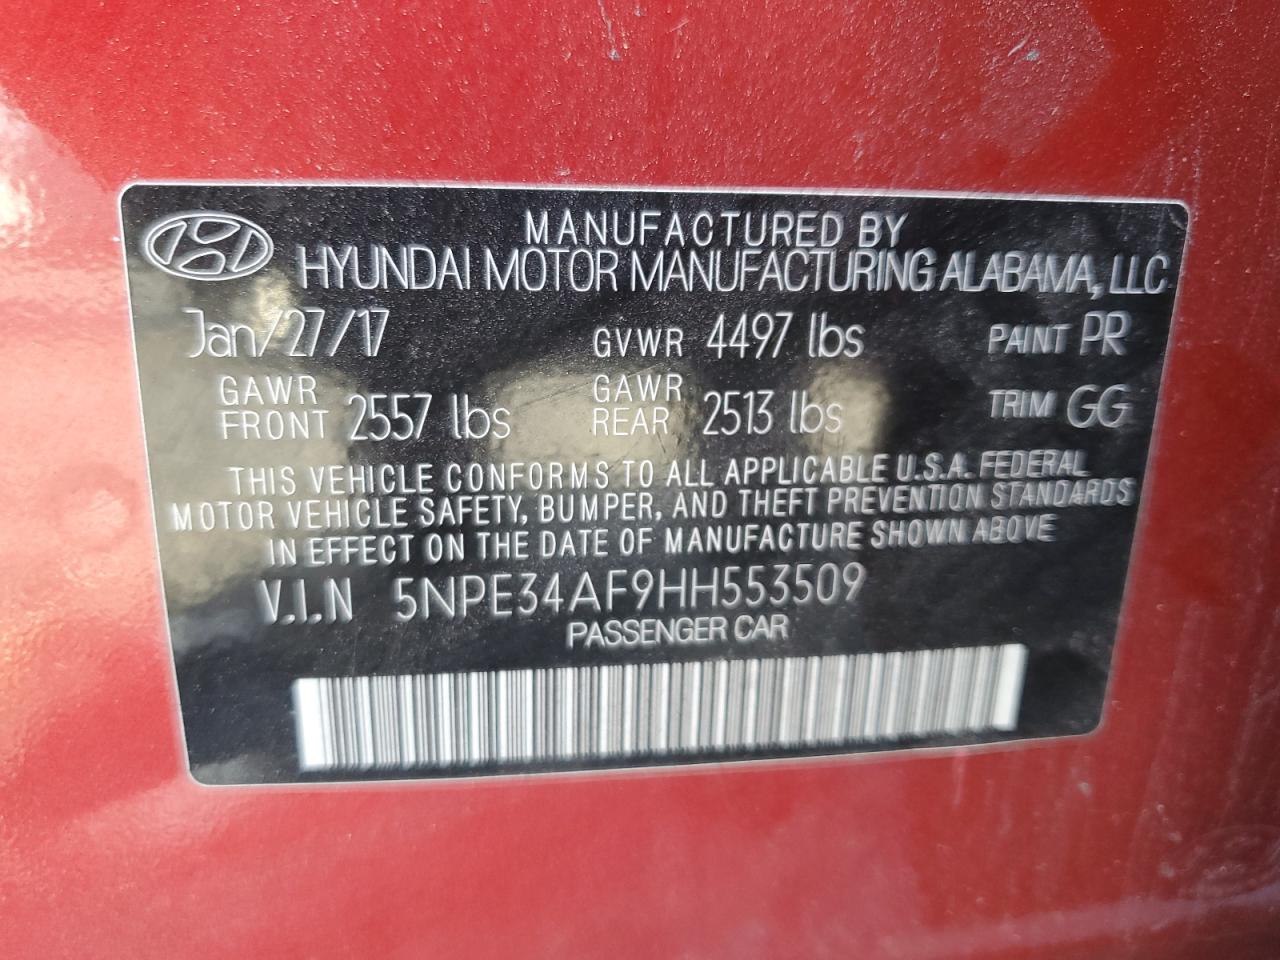 MANUFACTURED BY
HYUNDAI MOTOR MANUFACTURING ALABAMA, LLC
Jan/27/17 GVWR 4497 lbs PAINT PR
GAWR FRONT 2557 lbs GAWR REAR 2513 lbs TRIM GG
THIS VEHICLE CONFORMS TO ALL APPLICABLE U.S.A. FEDERAL
MOTOR VEHICLE SAFETY, BUMPER, AND THEFT PREVENTION STANDARDS
IN EFFECT ON THE DATE OF MANUFACTURE SHOWN ABOVE
V.I.N 5NPE34AF9HH553509
PASSENGER CAR